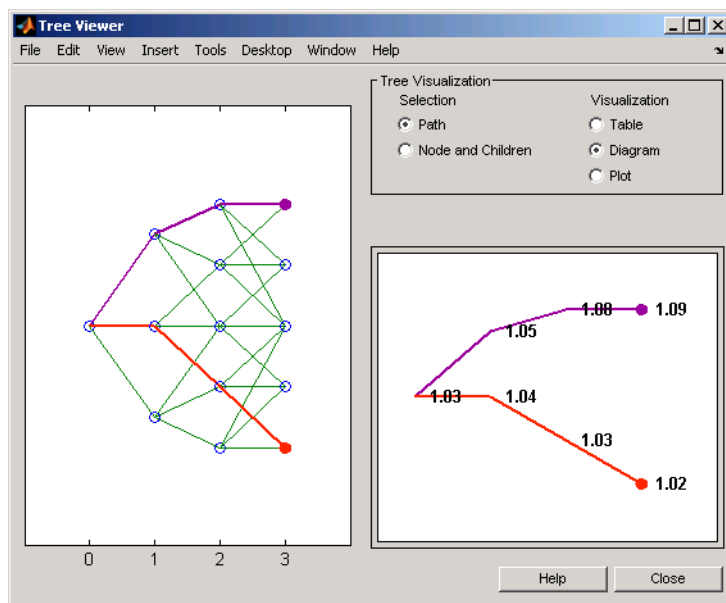 Tree Viewer
File Edit View Insert Tools Desktop Window Help
Tree Visualization
Selection Visualization
Path Table
Node and Children Diagram
Plot
1.08 1.09
1.05
1.03 1.04
1.03
1.02
0 1 2 3
Help Close